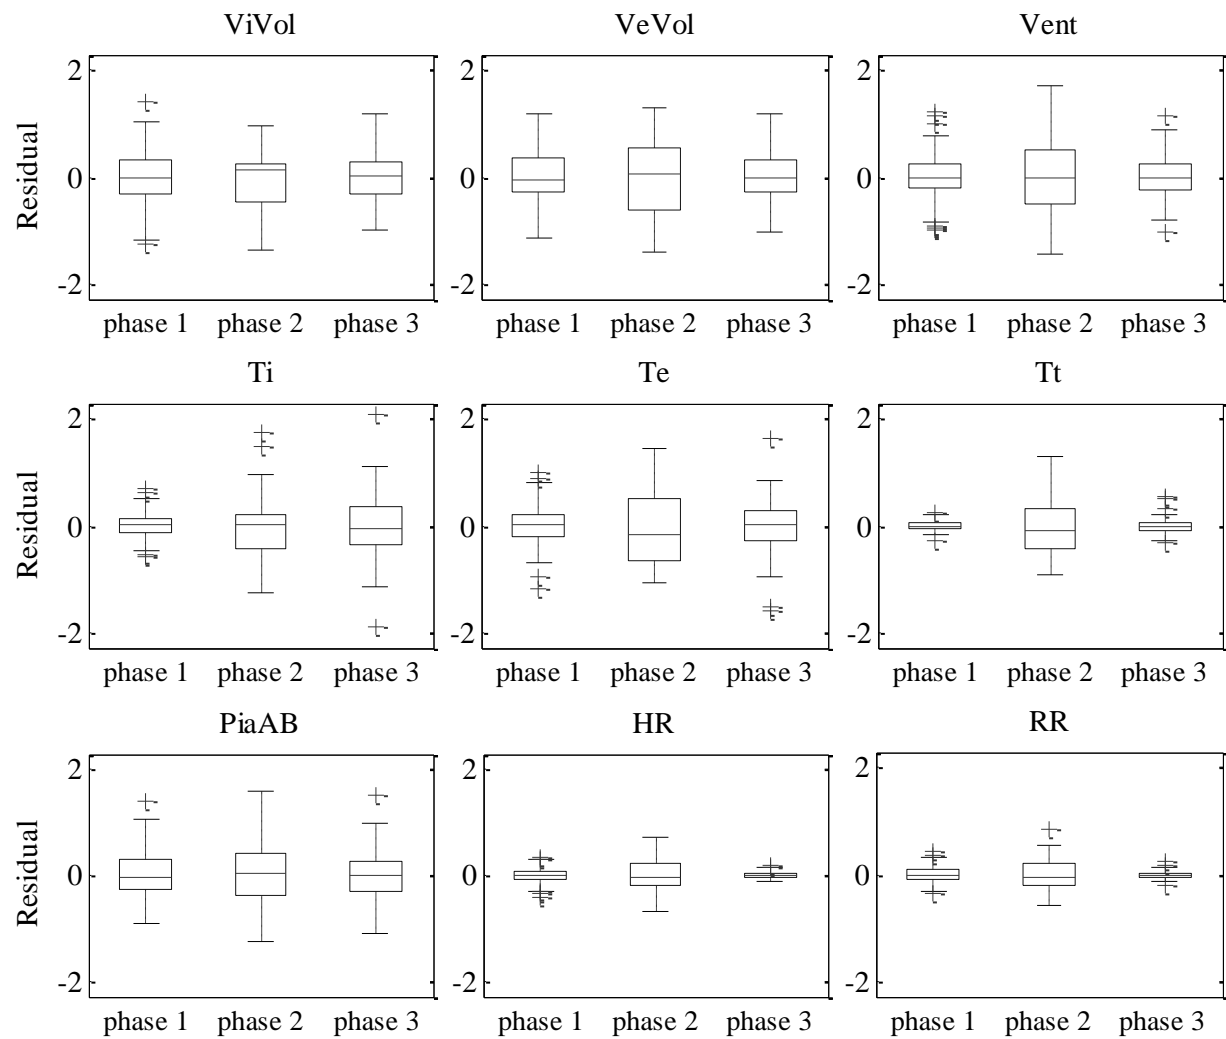 ViVol VeVol Vent
2 2 2
Residual
0 0 0
-2 -2 -2
phase 1 phase 2 phase 3 phase 1 phase 2 phase 3 phase 1 phase 2 phase 3
Ti Te Tt
2 2 2
Residual
0 0 0
-2 -2 -2
phase 1 phase 2 phase 3 phase 1 phase 2 phase 3 phase 1 phase 2 phase 3
PiaAB HR RR
2 2 2
Residual
0 0 0
-2 -2 -2
phase 1 phase 2 phase 3 phase 1 phase 2 phase 3 phase 1 phase 2 phase 3